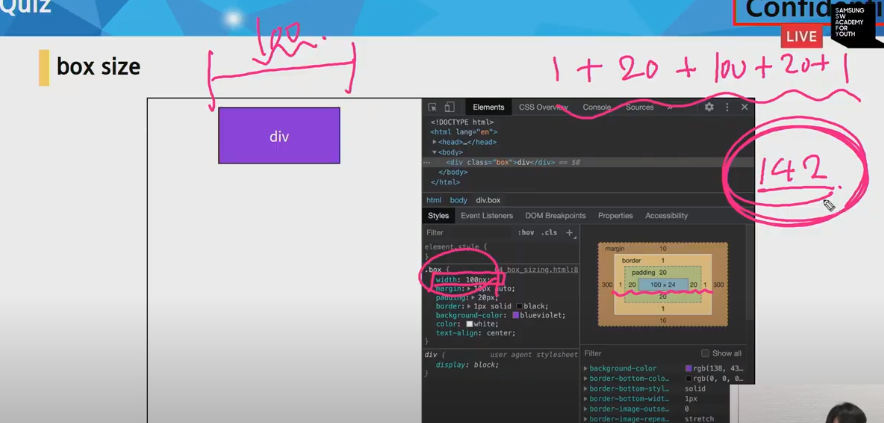 Quiz
Confidenti
LIVE
SAMSUNG
SW
ACADEMY
FOR
YOUTH
box size
100.
1 + 20 + 100 + 20 + 1
142.
div
Elements CSS Overview Console Sources »
<!DOCTYPE html>
<html lang="en">
<head>…</head>
<body>
<div class="box">div</div> == $0
</body>
</html>
html body div.box
Styles Event Listeners DOM Breakpoints Properties Accessibility
Filter :hov .cls +
element.style {
}
.box { box_sizing.html:8
width: 100px;
margin: 10px auto;
padding: 20px;
border: 1px solid black;
background-color: blueviolet;
color: white;
text-align: center;
}
div { user agent stylesheet
display: block;
}
margin 10
border 1
padding 20
300 1 20 100 × 24 20 1 300
20
1
10
Filter Show all
background-color rgb(138, 43…
border-bottom-colo… rgb(0, 0, 0…
border-bottom-styl… solid
border-bottom-widt… 1px
border-image-outse… 0
border-image-repea… stretch